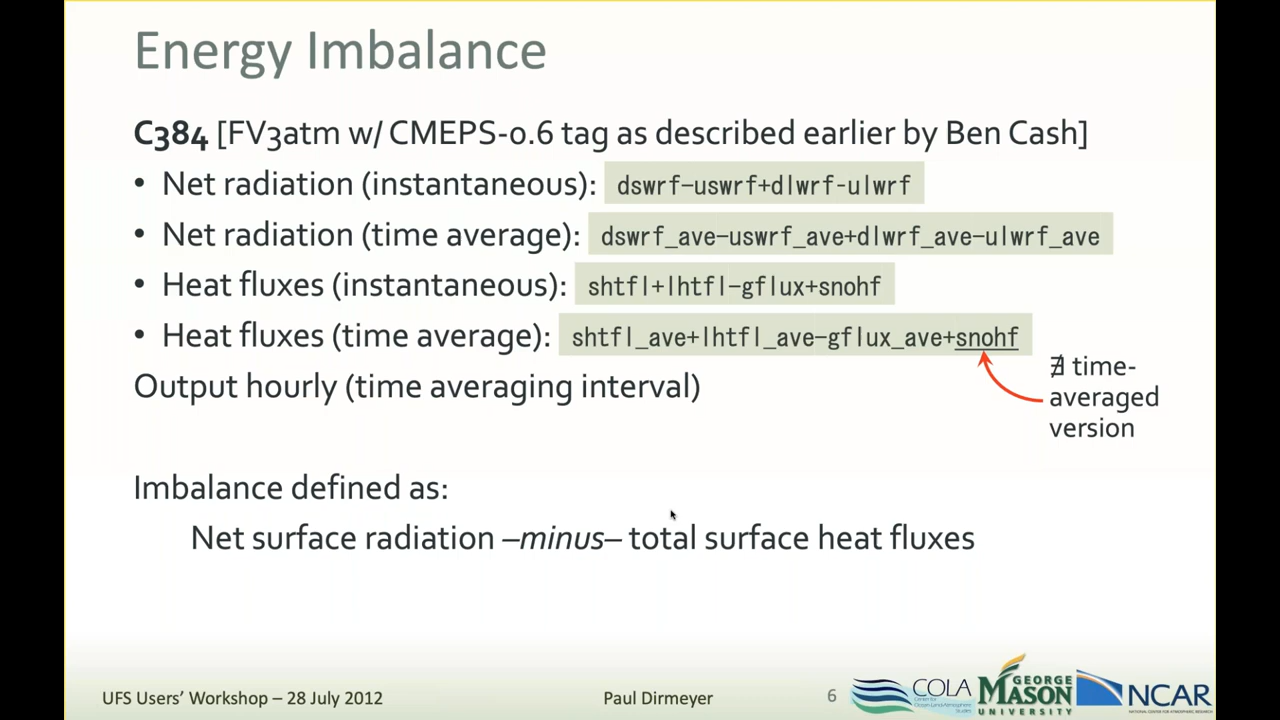 Energy Imbalance
C384 [FV3atm w/ CMEPS-0.6 tag as described earlier by Ben Cash]
• Net radiation (instantaneous): dswrf-uswrf+dlwrf-ulwrf
• Net radiation (time average): dswrf_ave-uswrf_ave+dlwrf_ave-ulwrf_ave
• Heat fluxes (instantaneous): shtfl+lhtfl-gflux+snohf
• Heat fluxes (time average): shtfl_ave+lhtfl_ave-gflux_ave+snohf
∄ time-
averaged
version
Output hourly (time averaging interval)
Imbalance defined as:
Net surface radiation –minus– total surface heat fluxes
UFS Users' Workshop – 28 July 2012
Paul Dirmeyer
6
COLA
GEORGE
MASON
UNIVERSITY
NCAR